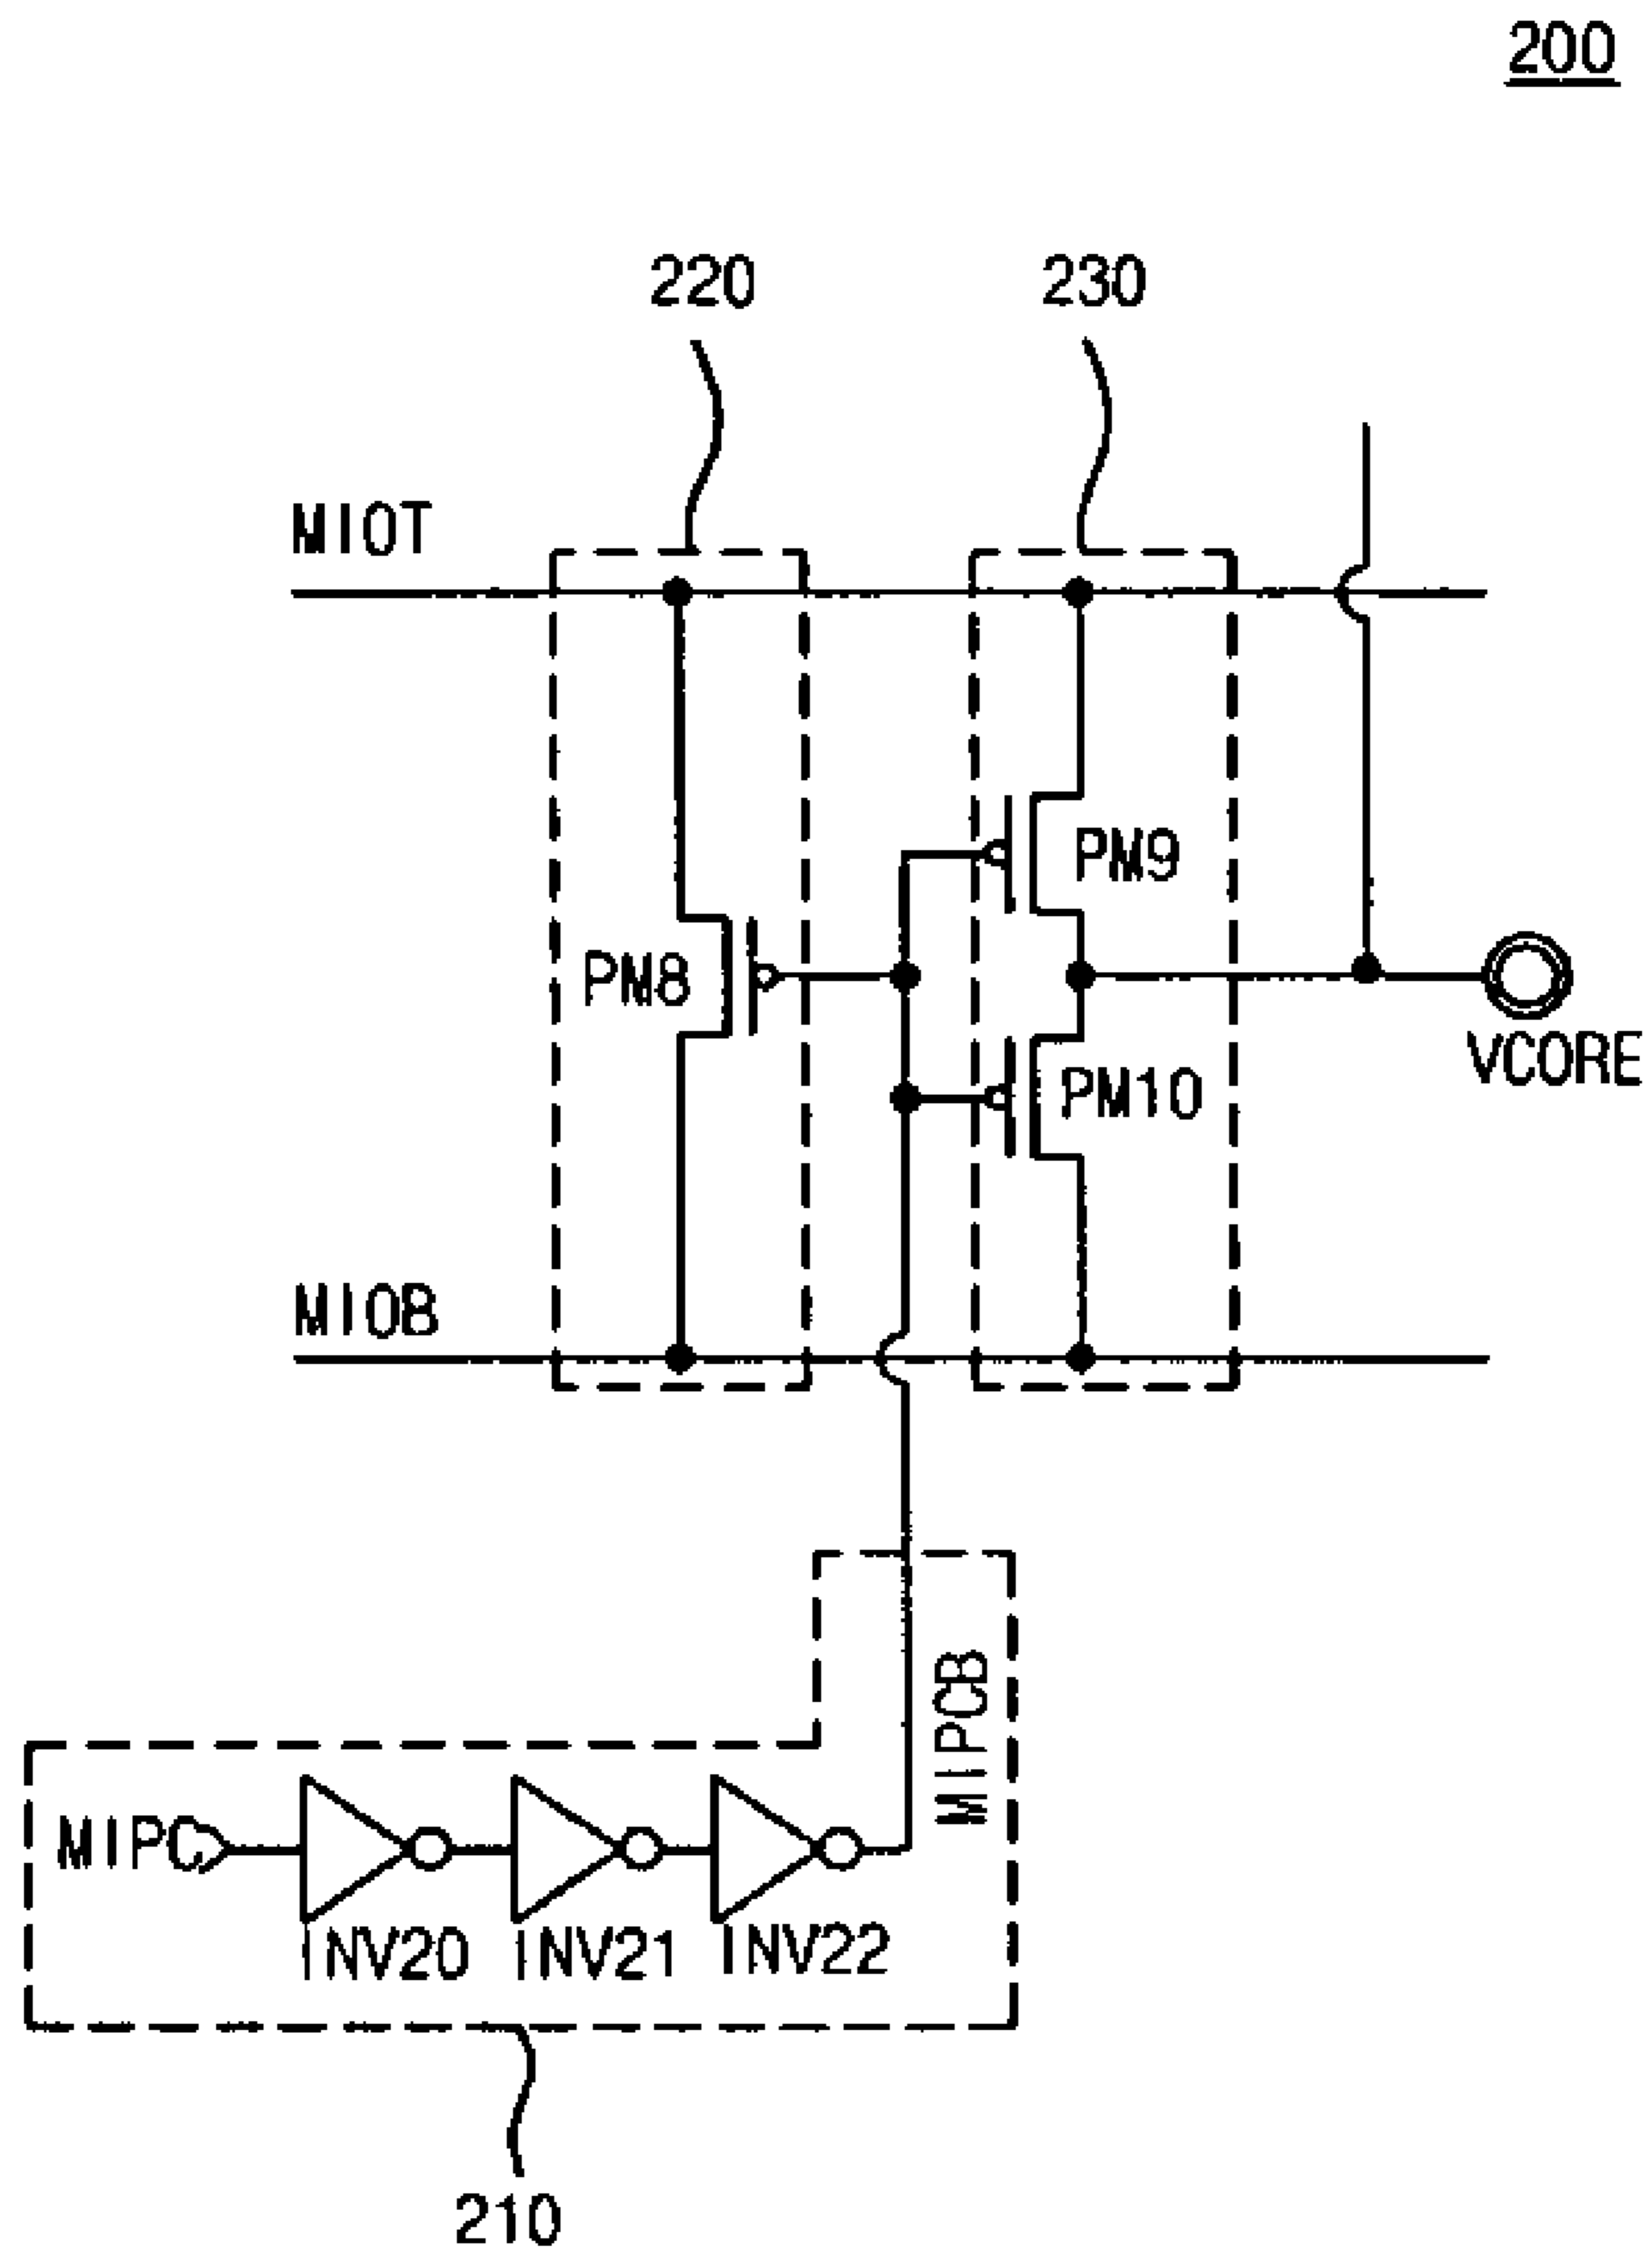 200
220
230
MIOT
PM9
PM8
VCORE
PM10
MIOB
MIPCB
MIPC
INV20
INV21
INV22
210